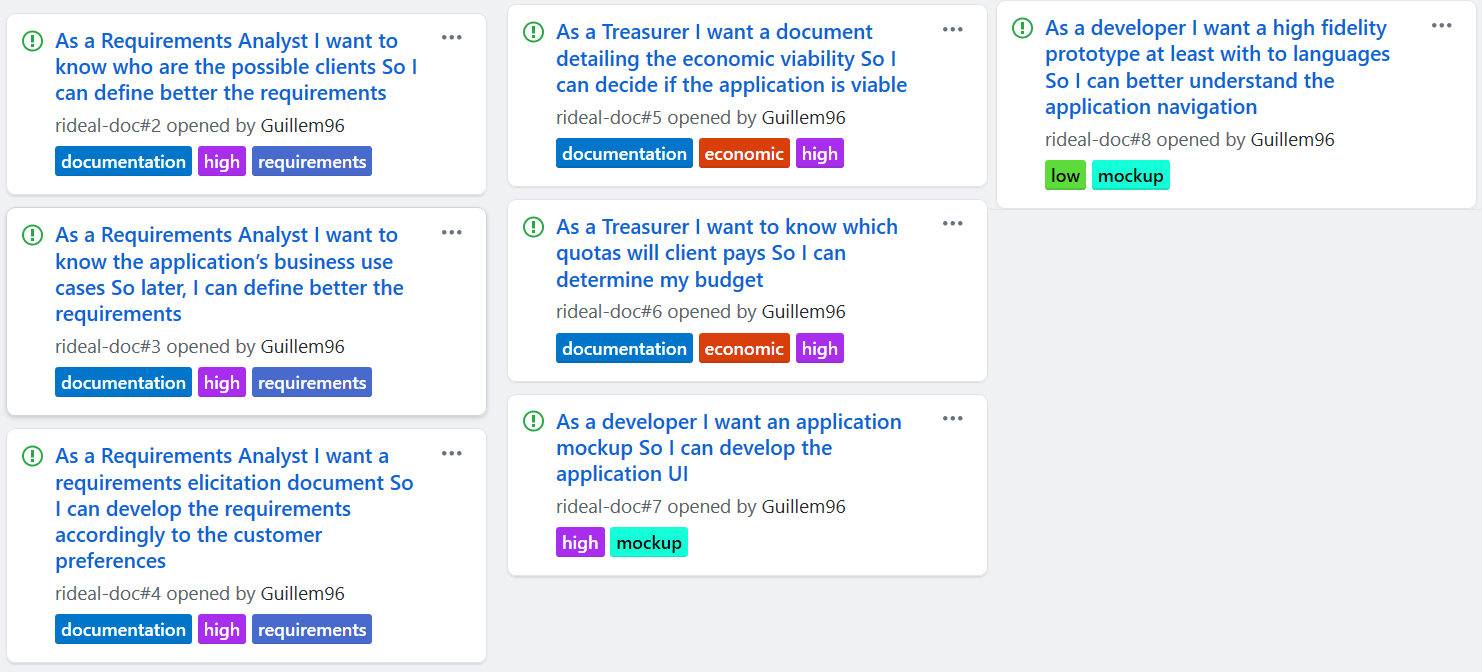 As a Requirements Analyst I want to
know who are the possible clients So I
can define better the requirements
rideal-doc#2 opened by Guillem96
documentation high requirements
As a Requirements Analyst I want to
know the application’s business use
cases So later, I can define better the
requirements
rideal-doc#3 opened by Guillem96
documentation high requirements
As a Requirements Analyst I want a
requirements elicitation document So
I can develop the requirements
accordingly to the customer
preferences
rideal-doc#4 opened by Guillem96
documentation high requirements
As a Treasurer I want a document
detailing the economic viability So I
can decide if the application is viable
rideal-doc#5 opened by Guillem96
documentation economic high
As a Treasurer I want to know which
quotas will client pays So I can
determine my budget
rideal-doc#6 opened by Guillem96
documentation economic high
As a developer I want an application
mockup So I can develop the
application UI
rideal-doc#7 opened by Guillem96
high mockup
As a developer I want a high fidelity
prototype at least with to languages
So I can better understand the
application navigation
rideal-doc#8 opened by Guillem96
low mockup